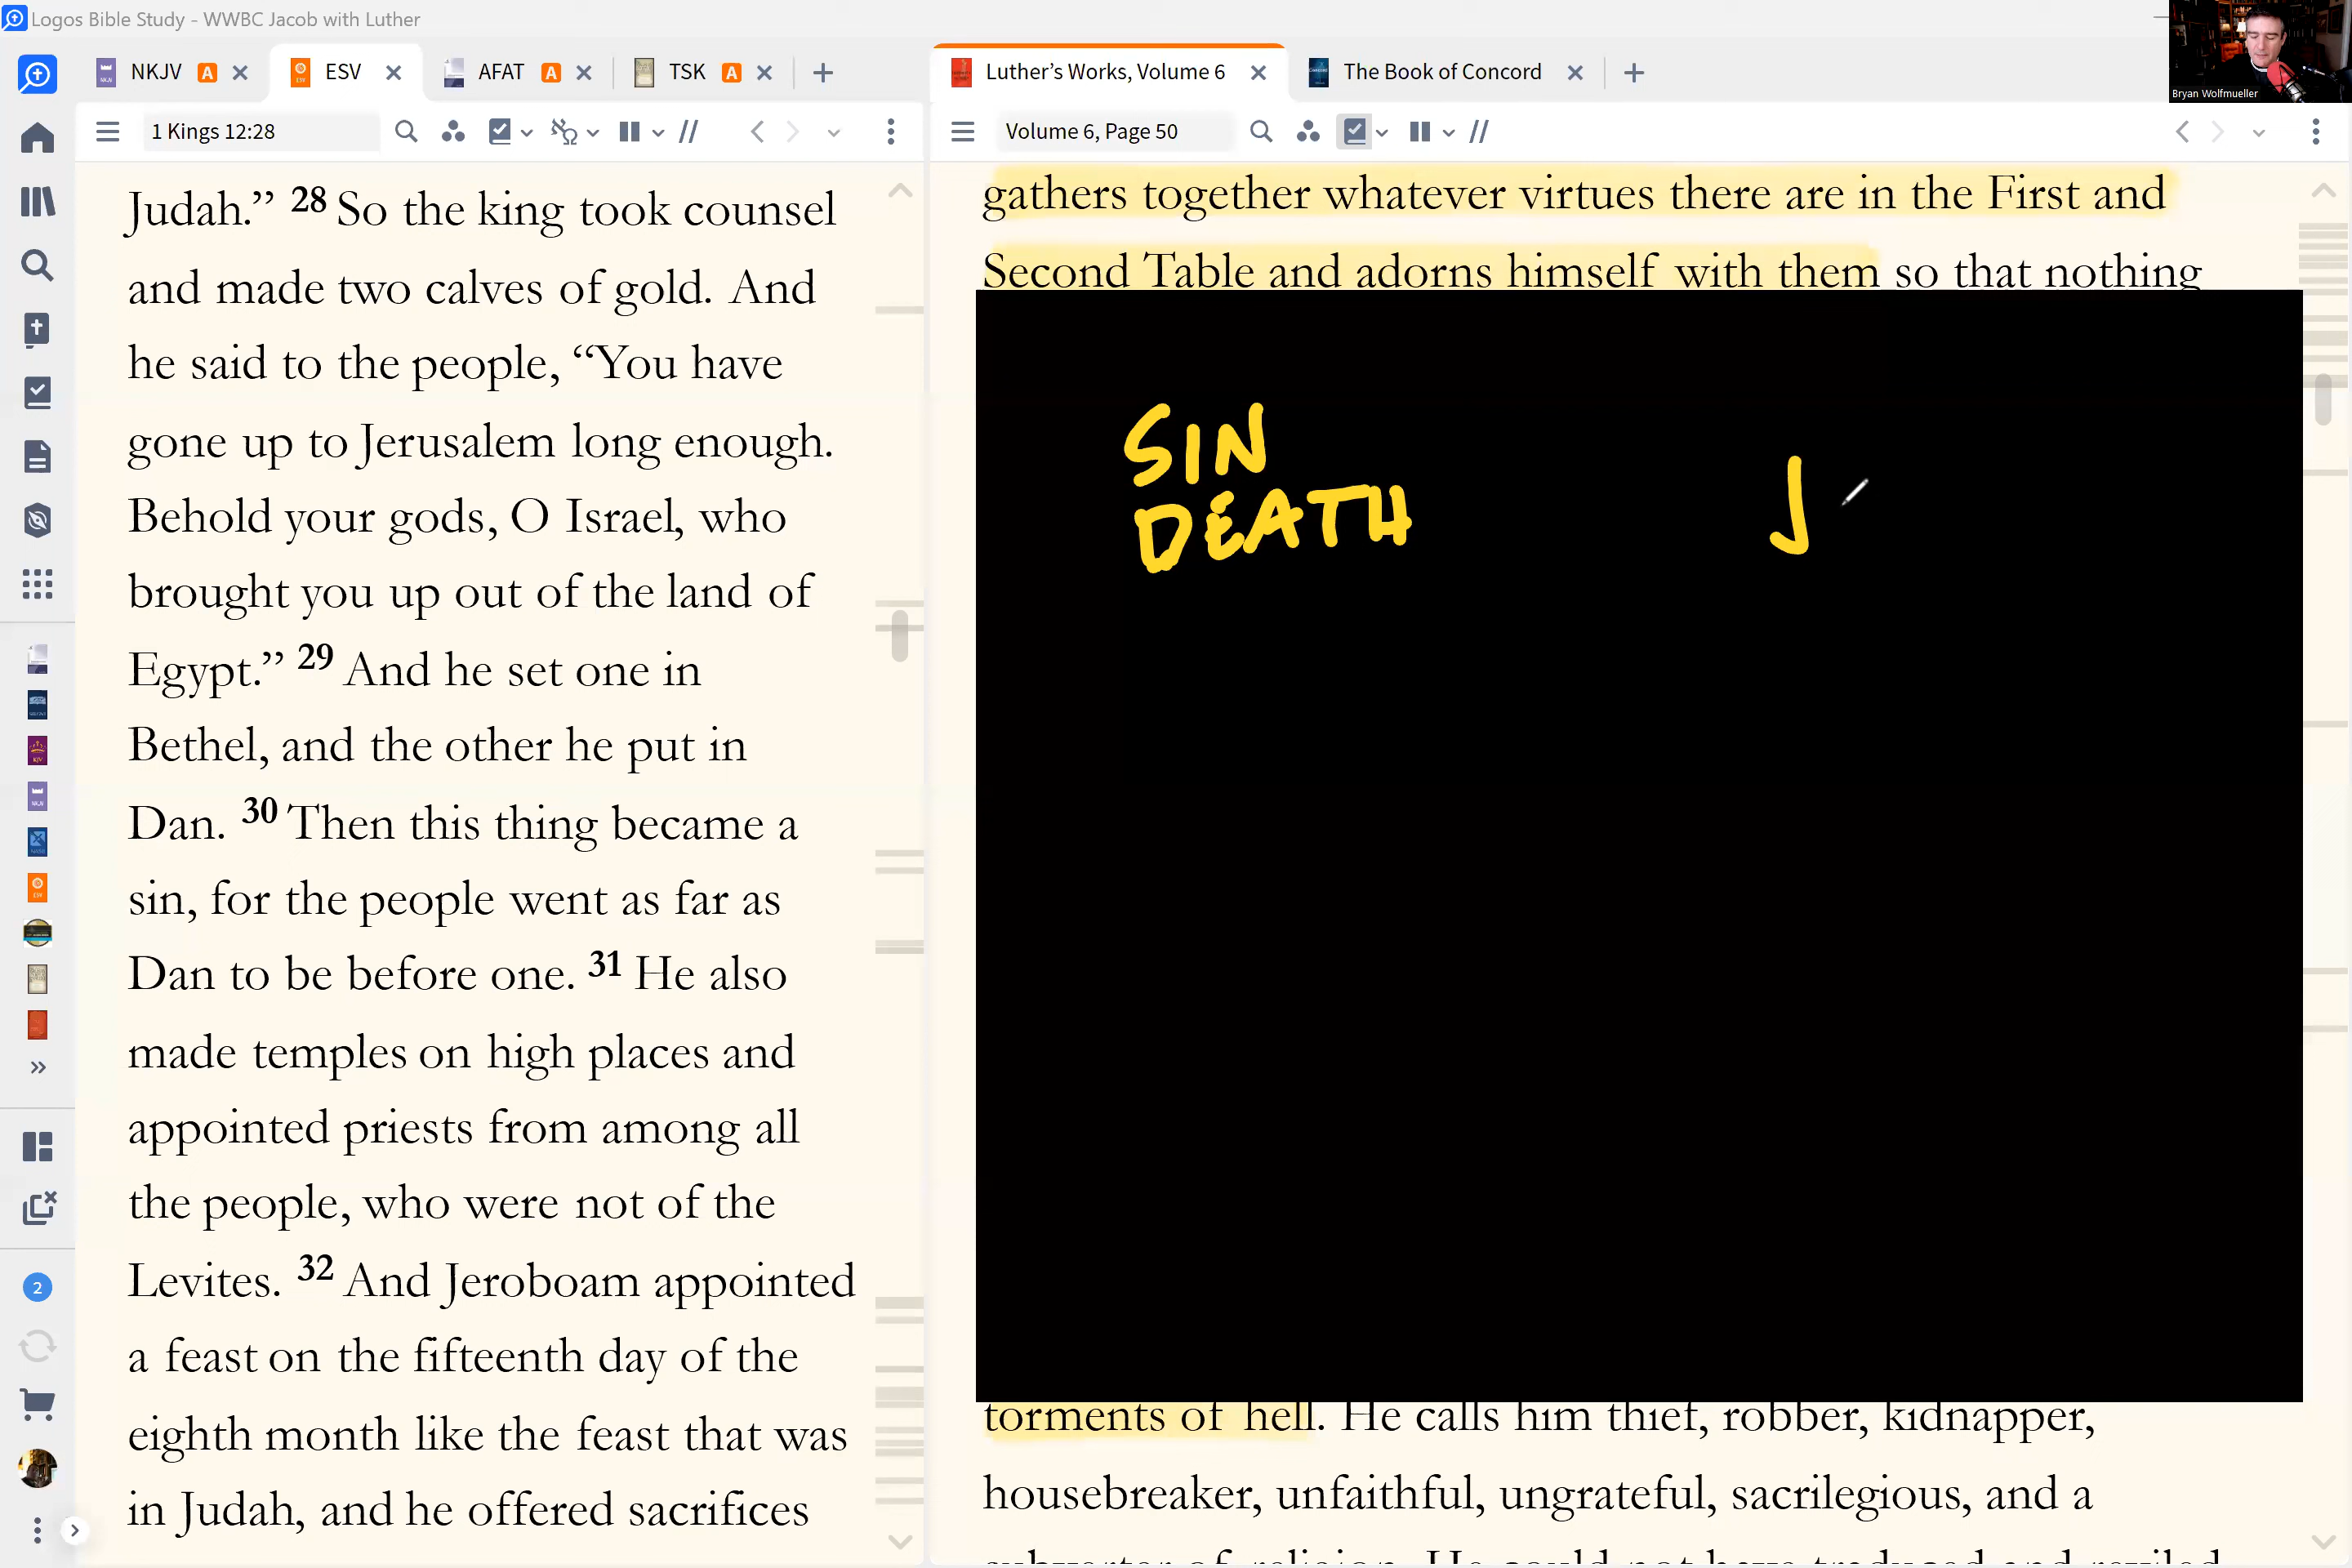 Logos Bible Study - WWBC Jacob with Luther
NKJV A
ESV
AFAT A
TSK A
Luther’s Works, Volume 6
The Book of Concord
Bryan Wolfmueller
1 Kings 12:28
Volume 6, Page 50
Judah.” 28 So the king took counsel
and made two calves of gold. And
he said to the people, “You have
gone up to Jerusalem long enough.
Behold your gods, O Israel, who
brought you up out of the land of
Egypt.” 29 And he set one in
Bethel, and the other he put in
Dan. 30 Then this thing became a
sin, for the people went as far as
Dan to be before one. 31 He also
made temples on high places and
appointed priests from among all
the people, who were not of the
Levites. 32 And Jeroboam appointed
a feast on the fifteenth day of the
eighth month like the feast that was
in Judah, and he offered sacrifices
gathers together whatever virtues there are in the First and
Second Table and adorns himself with them so that nothing
SIN
DEATH
J
torments of hell. He calls him thief, robber, kidnapper,
housebreaker, unfaithful, ungrateful, sacrilegious, and a
2